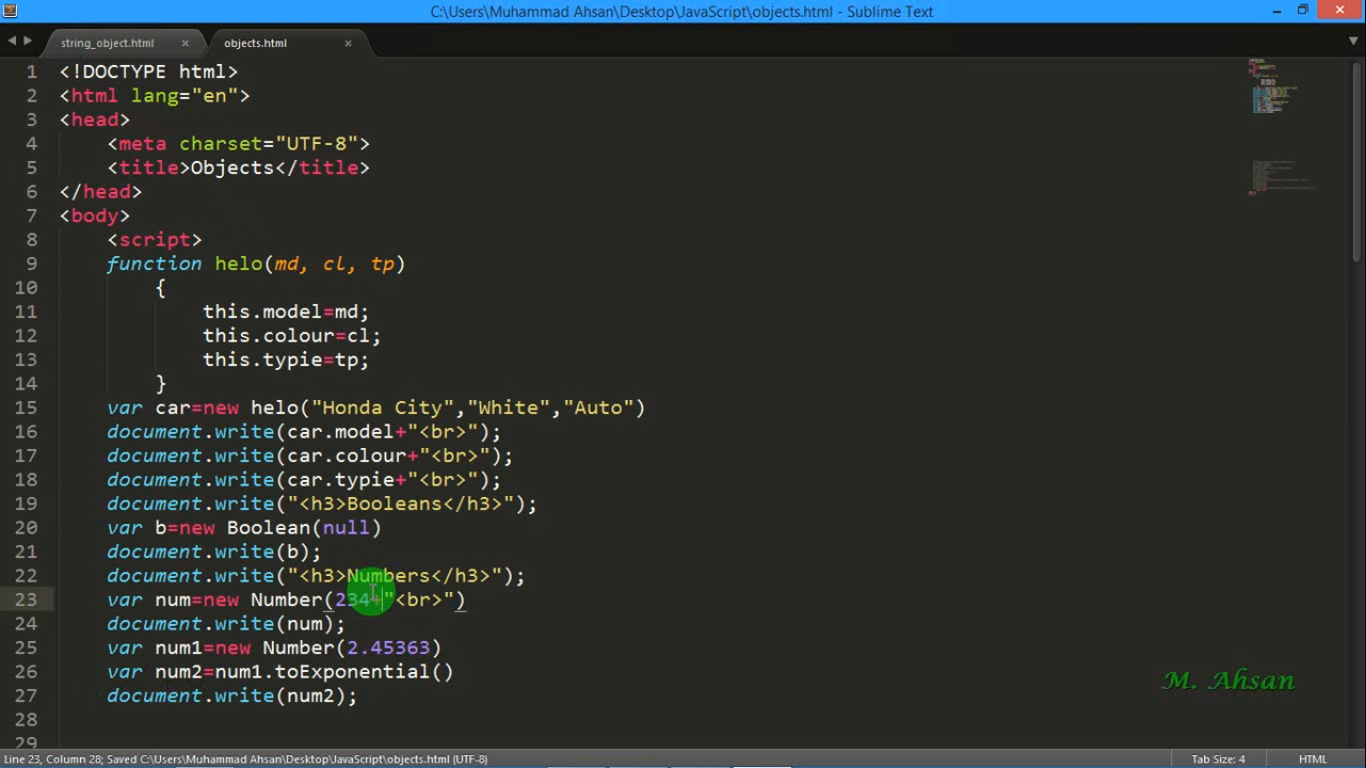 C:\Users\Muhammad Ahsan\Desktop\JavaScript\objects.html - Sublime Text
string_object.html × objects.html ×
1 <!DOCTYPE html>
2 <html lang="en">
3 <head>
4 <meta charset="UTF-8">
5 <title>Objects</title>
6 </head>
7 <body>
8 <script>
9 function helo(md, cl, tp)
10 {
11 this.model=md;
12 this.colour=cl;
13 this.typie=tp;
14 }
15 var car=new helo("Honda City","White","Auto")
16 document.write(car.model+"<br>");
17 document.write(car.colour+"<br>");
18 document.write(car.typie+"<br>");
19 document.write("<h3>Booleans</h3>");
20 var b=new Boolean(null)
21 document.write(b);
22 document.write("<h3>Numbers</h3>");
23 var num=new Number(234+"<br>")
24 document.write(num);
25 var num1=new Number(2.45363)
26 var num2=num1.toExponential()
27 document.write(num2);
28
29
M. Ahsan
Line 23, Column 28; Saved C:\Users\Muhammad Ahsan\Desktop\JavaScript\objects.html (UTF-8) Tab Size: 4 HTML